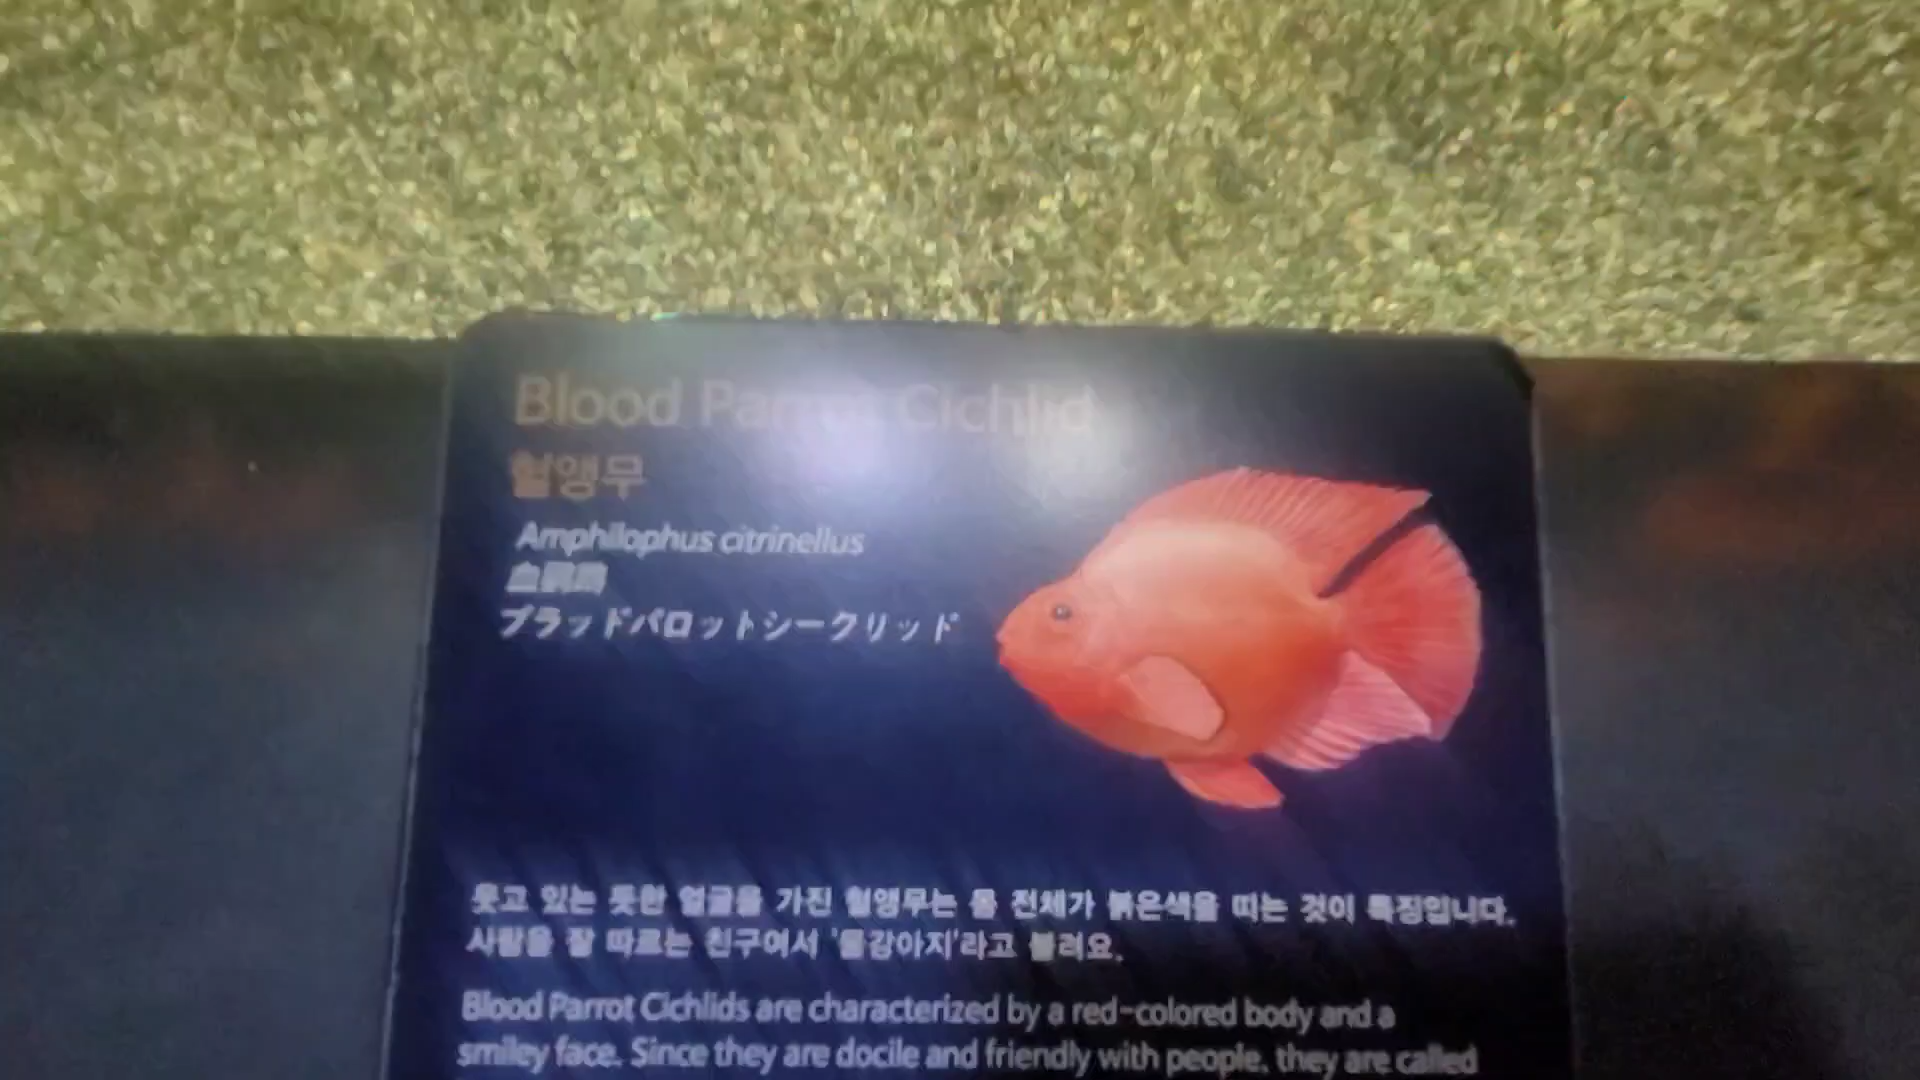 Blood Parrot Cichlid
혈앵무
Amphilophus citrinellus
血鸚鵡
ブラッドパロットシークリッド
웃고 있는 듯한 얼굴을 가진 혈앵무는 몸 전체가 붉은색을 띠는 것이 특징입니다.
사람을 잘 따르는 친구여서 '물강아지'라고 불러요.
Blood Parrot Cichlids are characterized by a red-colored body and a
smiley face. Since they are docile and friendly with people, they are called